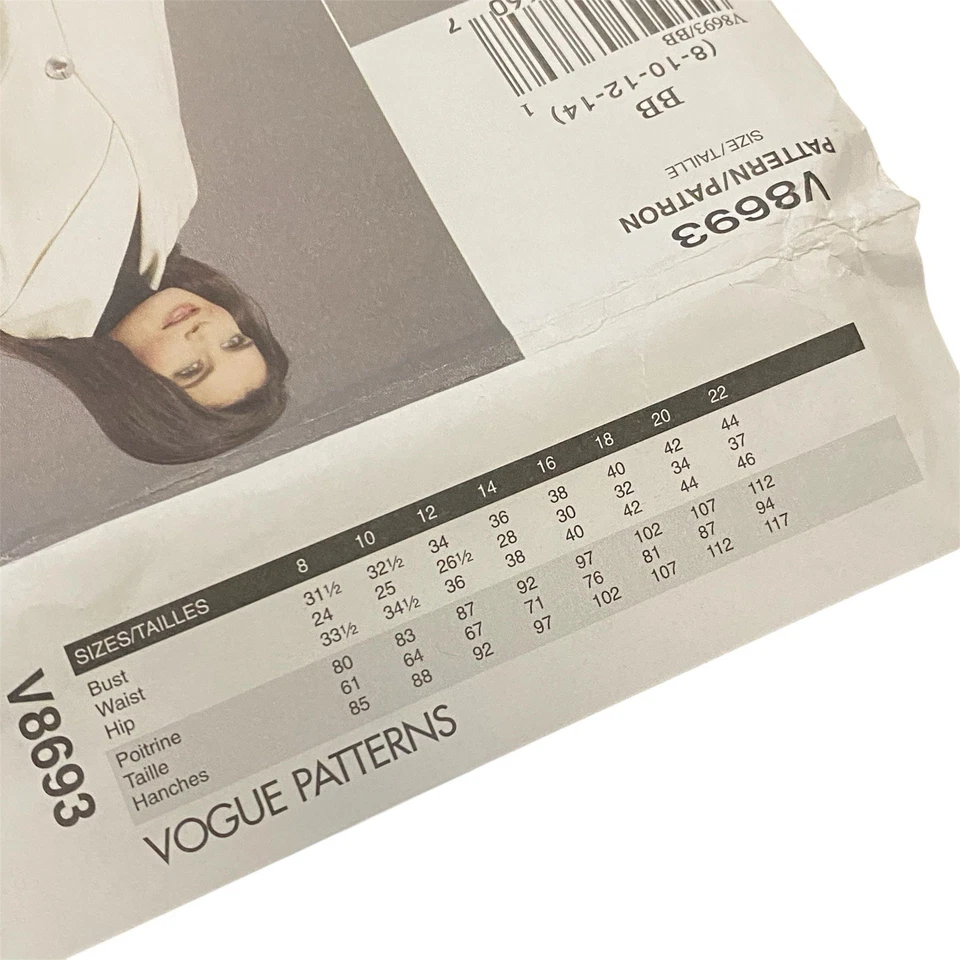 7 60 1
V8693/BB
(8-10-12-14)
BB
SIZE/TAILLE
PATTERN/PATRON
V8693
SIZES/TAILLES 8 10 12 14 16 18 20 22
Bust 31½ 32½ 34 36 38 40 42 44
Waist 24 25 26½ 28 30 32 34 37
Hip 33½ 34½ 36 38 40 42 44 46
Poitrine 80 83 87 92 97 102 107 112
Taille 61 64 67 71 76 81 87 94
Hanches 85 88 92 97 102 107 112 117
VOGUE PATTERNS
V8693